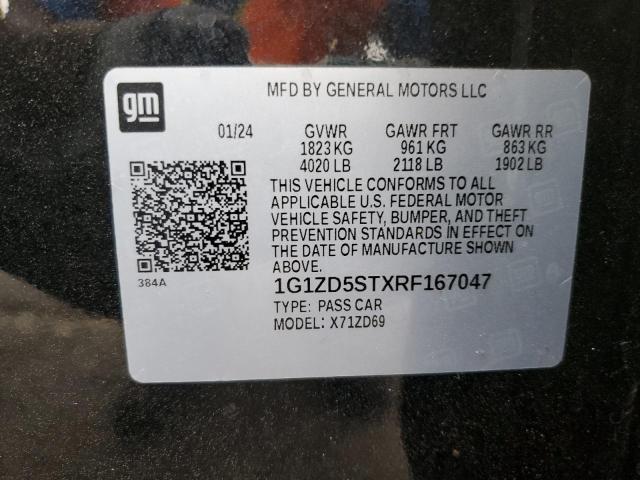 gm
MFD BY GENERAL MOTORS LLC
01/24 GVWR GAWR FRT GAWR RR
1823 KG 961 KG 863 KG
4020 LB 2118 LB 1902 LB
THIS VEHICLE CONFORMS TO ALL
APPLICABLE U.S. FEDERAL MOTOR
VEHICLE SAFETY, BUMPER, AND THEFT
PREVENTION STANDARDS IN EFFECT ON
THE DATE OF MANUFACTURE SHOWN
ABOVE.
384A
1G1ZD5STXRF167047
TYPE: PASS CAR
MODEL: X71ZD69